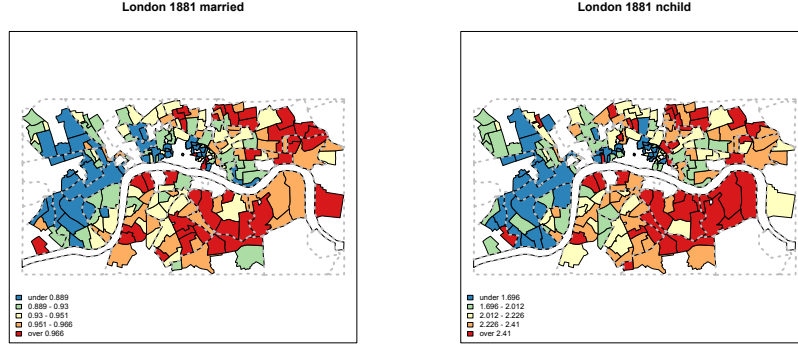 London 1881 married
under 0.889
0.889 - 0.93
0.93 - 0.951
0.951 - 0.966
over 0.966
London 1881 nchild
under 1.696
1.696 - 2.012
2.012 - 2.226
2.226 - 2.41
over 2.41